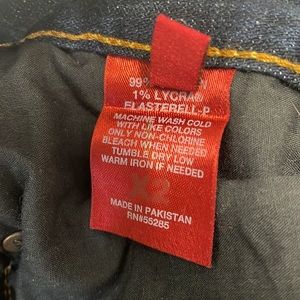 99%
1% LYCRA®
ELASTERELL-P
MACHINE WASH COLD
WITH LIKE COLORS
ONLY NON-CHLORINE
BLEACH WHEN NEEDED
TUMBLE DRY LOW
WARM IRON IF NEEDED
X2
MADE IN PAKISTAN
RN#55285